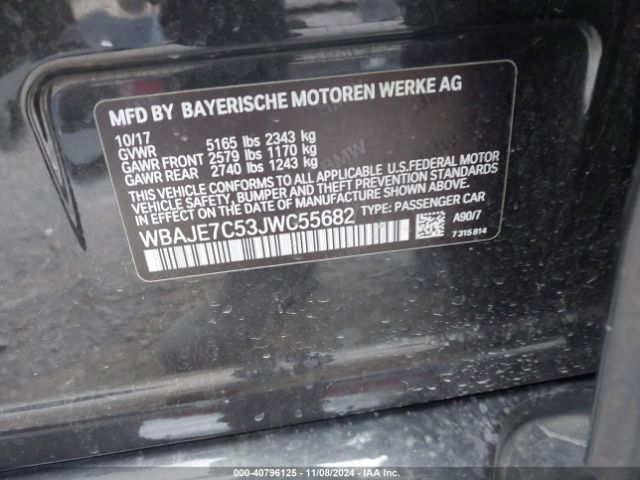 MFD BY BAYERISCHE MOTOREN WERKE AG
10/17
GVWR 5165 lbs 2343 kg
GAWR FRONT 2579 lbs 1170 kg
GAWR REAR 2740 lbs 1243 kg
THIS VEHICLE CONFORMS TO ALL APPLICABLE U.S. FEDERAL MOTOR
VEHICLE SAFETY, BUMPER, AND THEFT PREVENTION STANDARDS
IN EFFECT ON THE DATE OF MANUFACTURE SHOWN ABOVE.
WBAJE7C53JWC55682 TYPE: PASSENGER CAR
A90/7
7315814
BMW
000-40796125 - 11/08/2024 - IAA Inc.